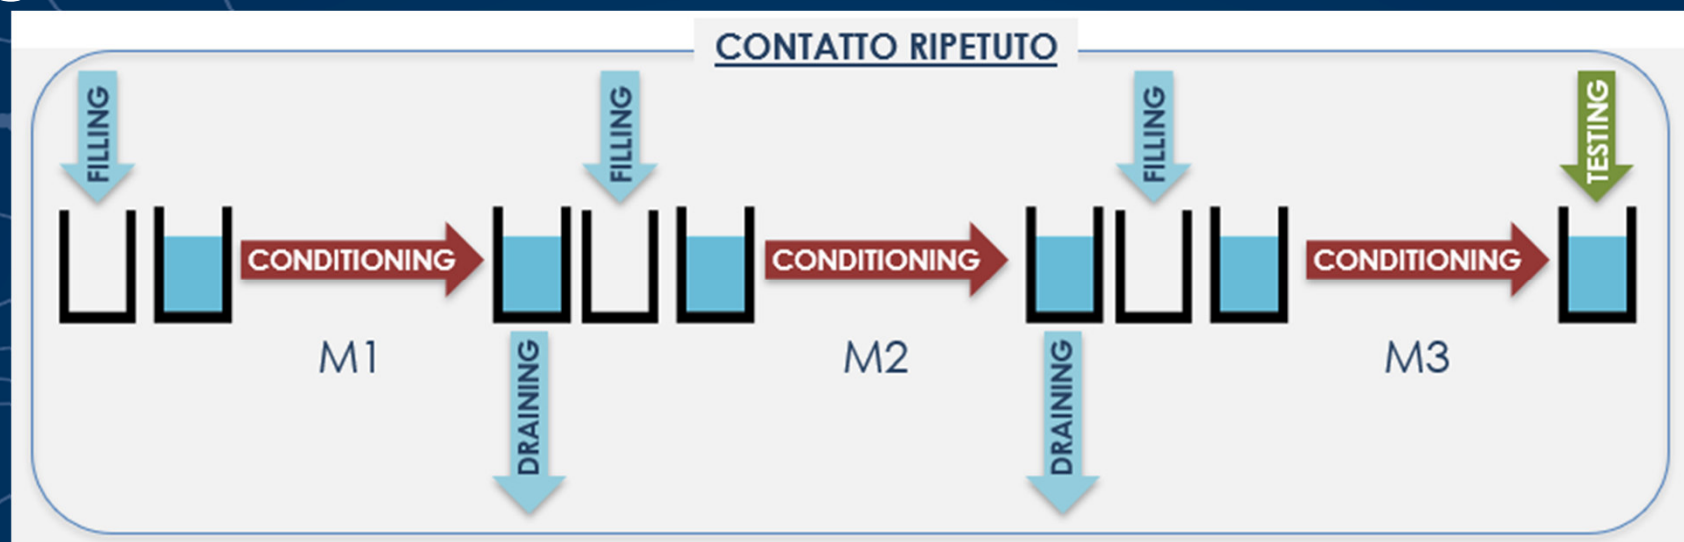 CONTATTO RIPETUTO
FILLING
FILLING
FILLING
TESTING
CONDITIONING
CONDITIONING
CONDITIONING
M1
M2
M3
DRAINING
DRAINING